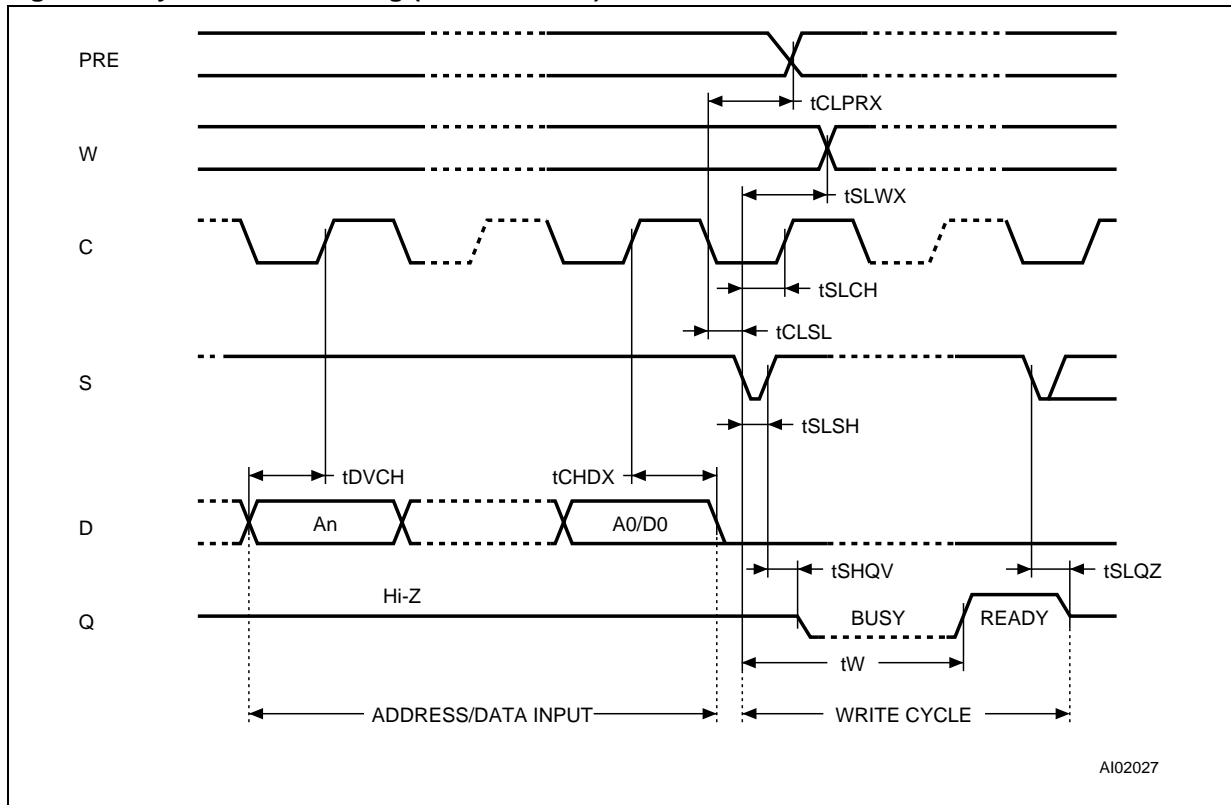 PRE
tCLPRX
W
tSLWX
C
tSLCH
tCLSL
S
tSLSH
tDVCH
tCHDX
D
An
A0/D0
tSHQV
tSLQZ
Hi-Z
Q
BUSY
READY
tW
ADDRESS/DATA INPUT
WRITE CYCLE
AI02027